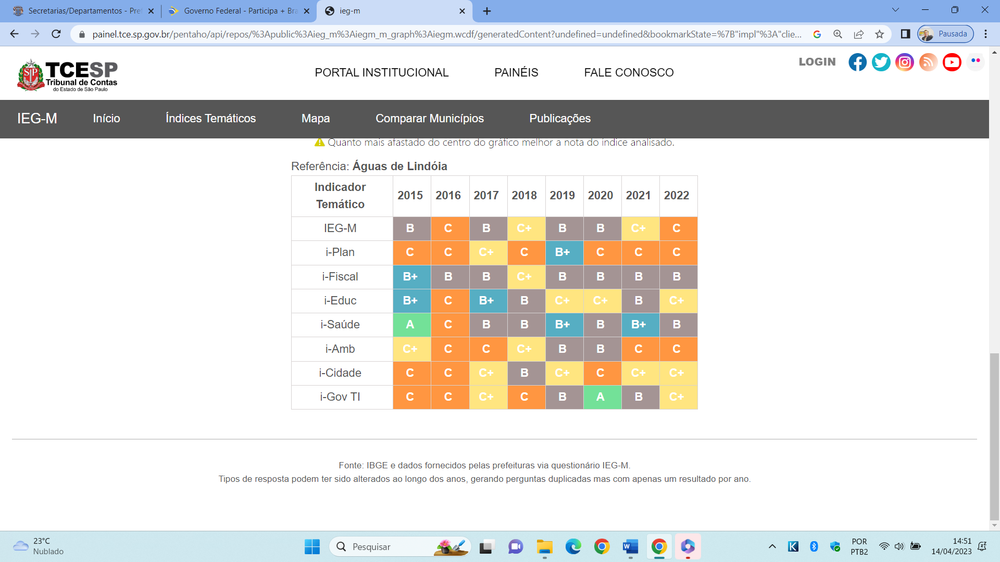 Secretarias/Departamentos - Pre
Governo Federal - Participa + Bra
ieg-m
painel.tce.sp.gov.br/pentaho/api/repos/%3Apublic%3Aieg_m%3Aiegm_m_graph%3Aiegm.wcdf/generatedContent?undefined=undefined&bookmarkState=%7B"impl"%3A"clie...
Pausada
TCESP
Tribunal de Contas
do Estado de São Paulo
PORTAL INSTITUCIONAL PAINÉIS FALE CONOSCO
LOGIN
IEG-M Início Índices Temáticos Mapa Comparar Municípios Publicações
Quanto mais afastado do centro do gráfico melhor a nota do índice analisado.
Referência: Águas de Lindóia
Indicador
Temático 2015 2016 2017 2018 2019 2020 2021 2022
IEG-M B C B C+ B B C+ C
i-Plan C C C+ C B+ C C C
i-Fiscal B+ B B C+ B B B B
i-Educ B+ C B+ B C+ C+ B C+
i-Saúde A C B B B+ B B+ B
i-Amb C+ C C C+ B B C C
i-Cidade C C C+ B C+ C C+ C+
i-Gov TI C C C+ C B A B C+
Fonte: IBGE e dados fornecidos pelas prefeituras via questionário IEG-M.
Tipos de resposta podem ter sido alterados ao longo dos anos, gerando perguntas duplicadas mas com apenas um resultado por ano.
23°C
Nublado
Pesquisar
POR
PTB2
14:51
14/04/2023